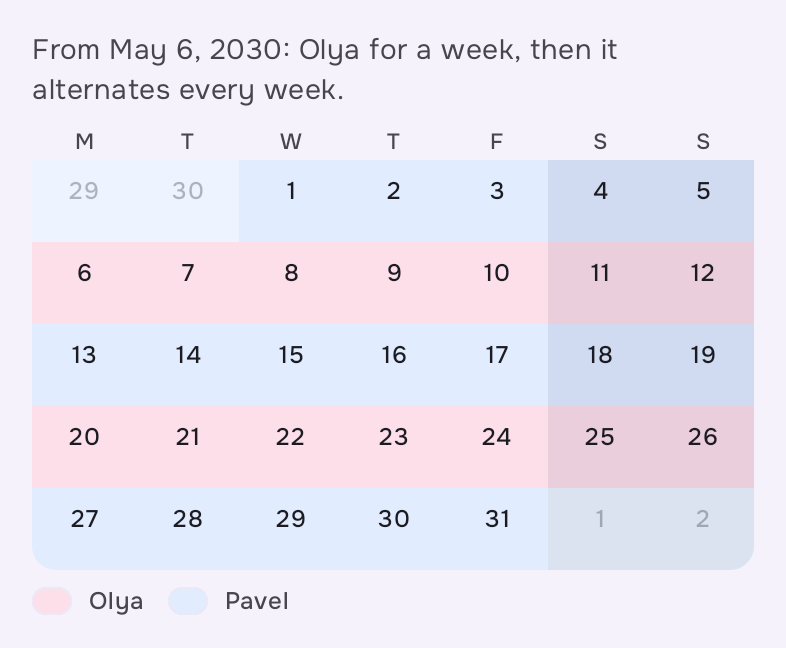 From May 6, 2030: Olya for a week, then it
alternates every week.
M T W T F S S
29 30 1 2 3 4 5
6 7 8 9 10 11 12
13 14 15 16 17 18 19
20 21 22 23 24 25 26
27 28 29 30 31 1 2
Olya Pavel